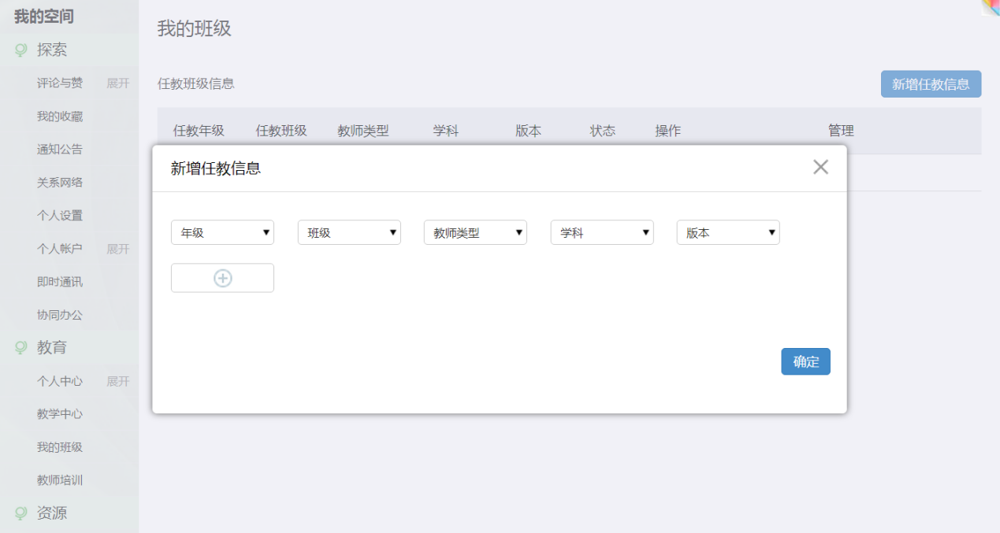 我的空间
探索
评论与赞 展开
我的收藏
通知公告
关系网络
个人设置
个人帐户 展开
即时通讯
协同办公
教育
个人中心 展开
教学中心
我的班级
教师培训
资源
我的班级
任教班级信息 新增任教信息
任教年级 任教班级 教师类型 学科 版本 状态 操作 管理
新增任教信息
年级 班级 教师类型 学科 版本
确定